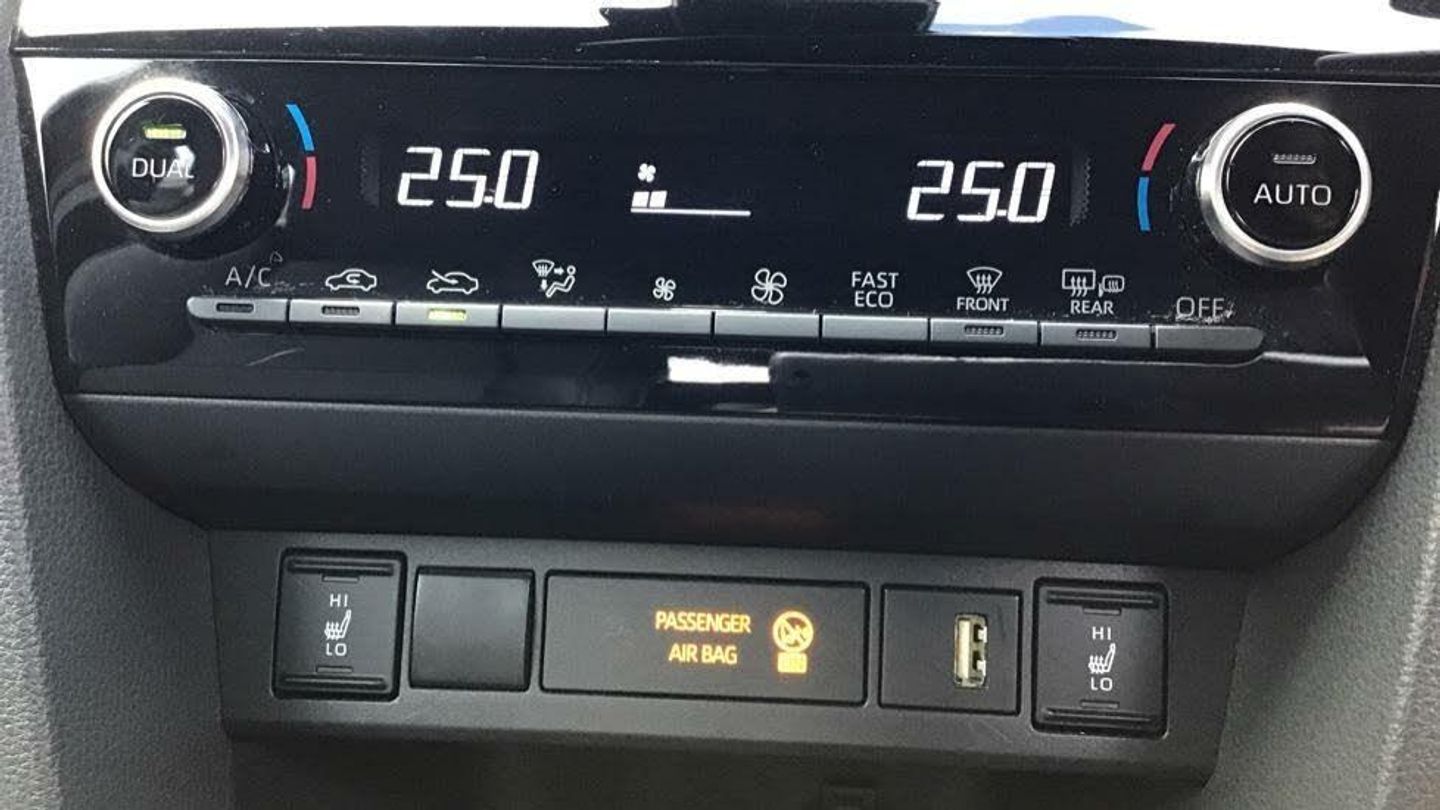 DUAL
25.0
25.0
AUTO
A/C
FAST
ECO
FRONT
REAR
OFF
HI
LO
PASSENGER
AIR BAG
HI
LO